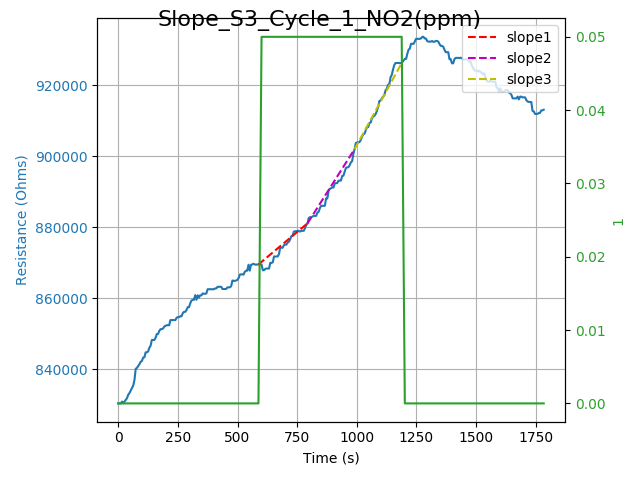 Slope_S3_Cycle_1_NO2(ppm)
slope1
slope2
slope3
Resistance (Ohms)
920000
900000
880000
860000
840000
0.05
0.04
0.03
0.02
0.01
0.00
1
0 250 500 750 1000 1250 1500 1750
Time (s)